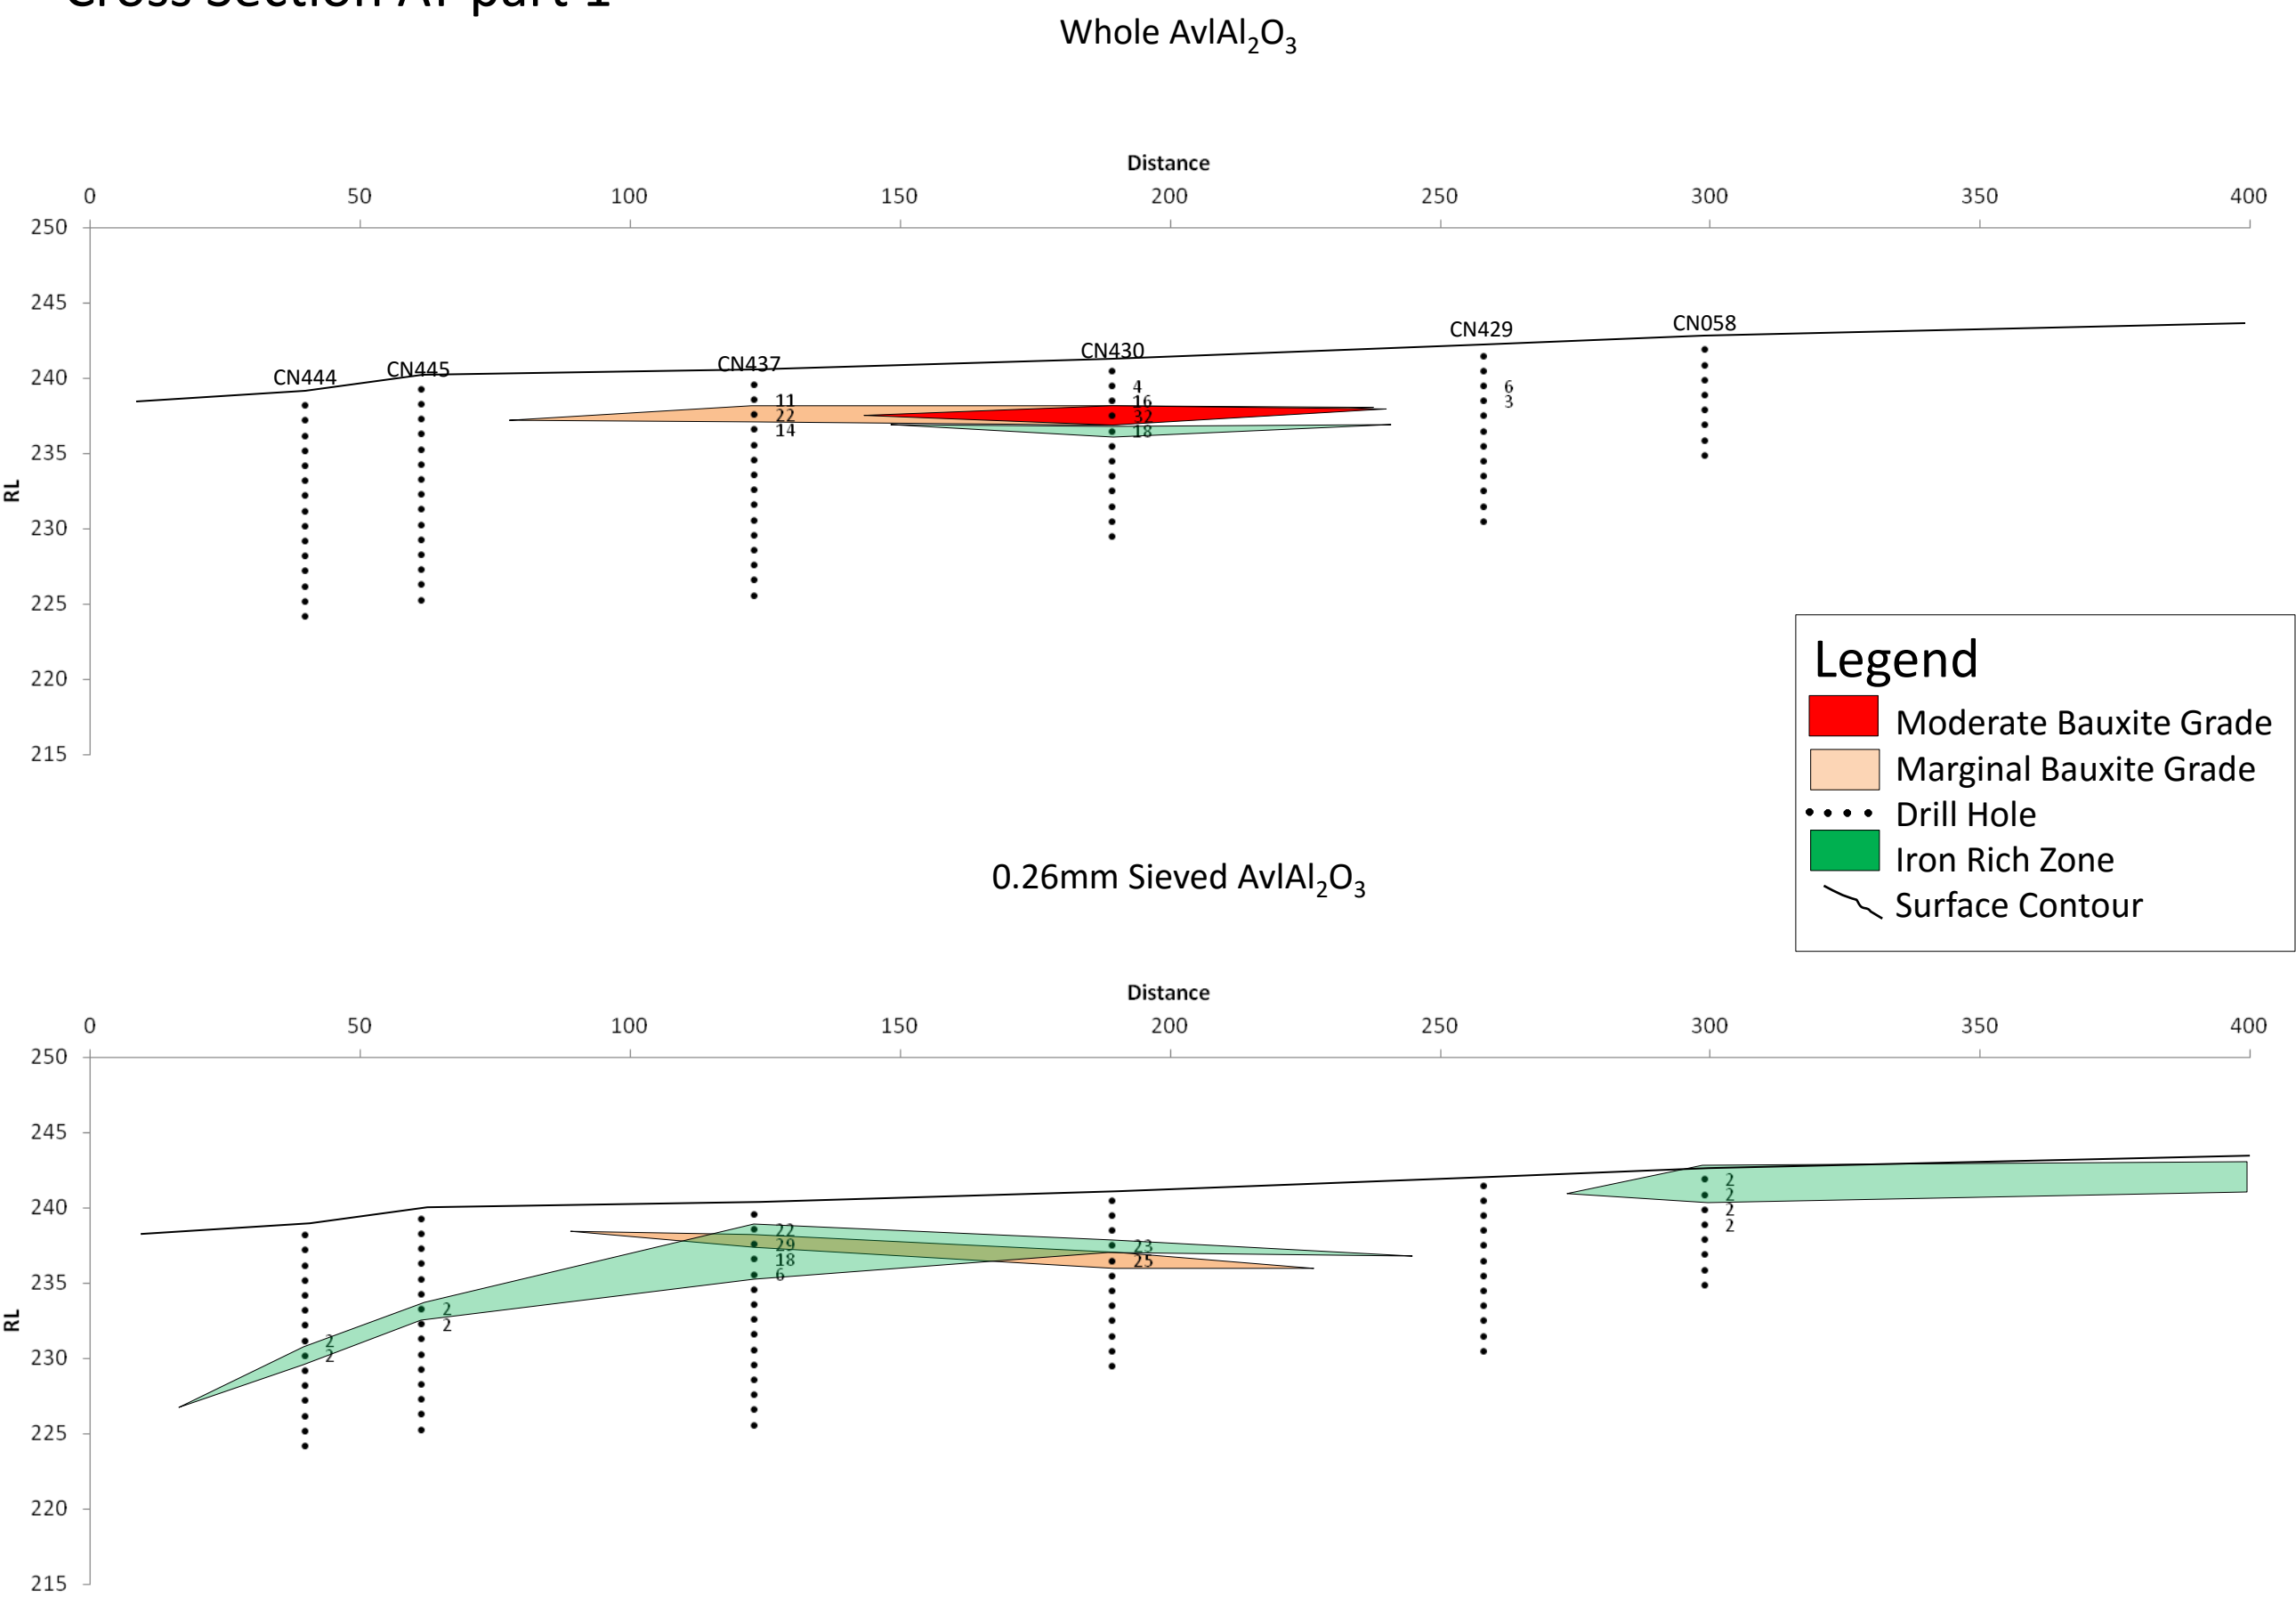 Whole AvlAl₂O₃
Distance
0 50 100 150 200 250 300 350 400
250
245
240
235
230
225
220
215
RL
CN444 CN445 CN437 CN430 CN429 CN058
11
22
14
4
16
32
18
6
3
Legend
Moderate Bauxite Grade
Marginal Bauxite Grade
Drill Hole
Iron Rich Zone
Surface Contour
0.26mm Sieved AvlAl₂O₃
Distance
0 50 100 150 200 250 300 350 400
250
245
240
235
230
225
220
215
RL
2
2
2
2
22
29
18
6
23
25
2
2
2
2